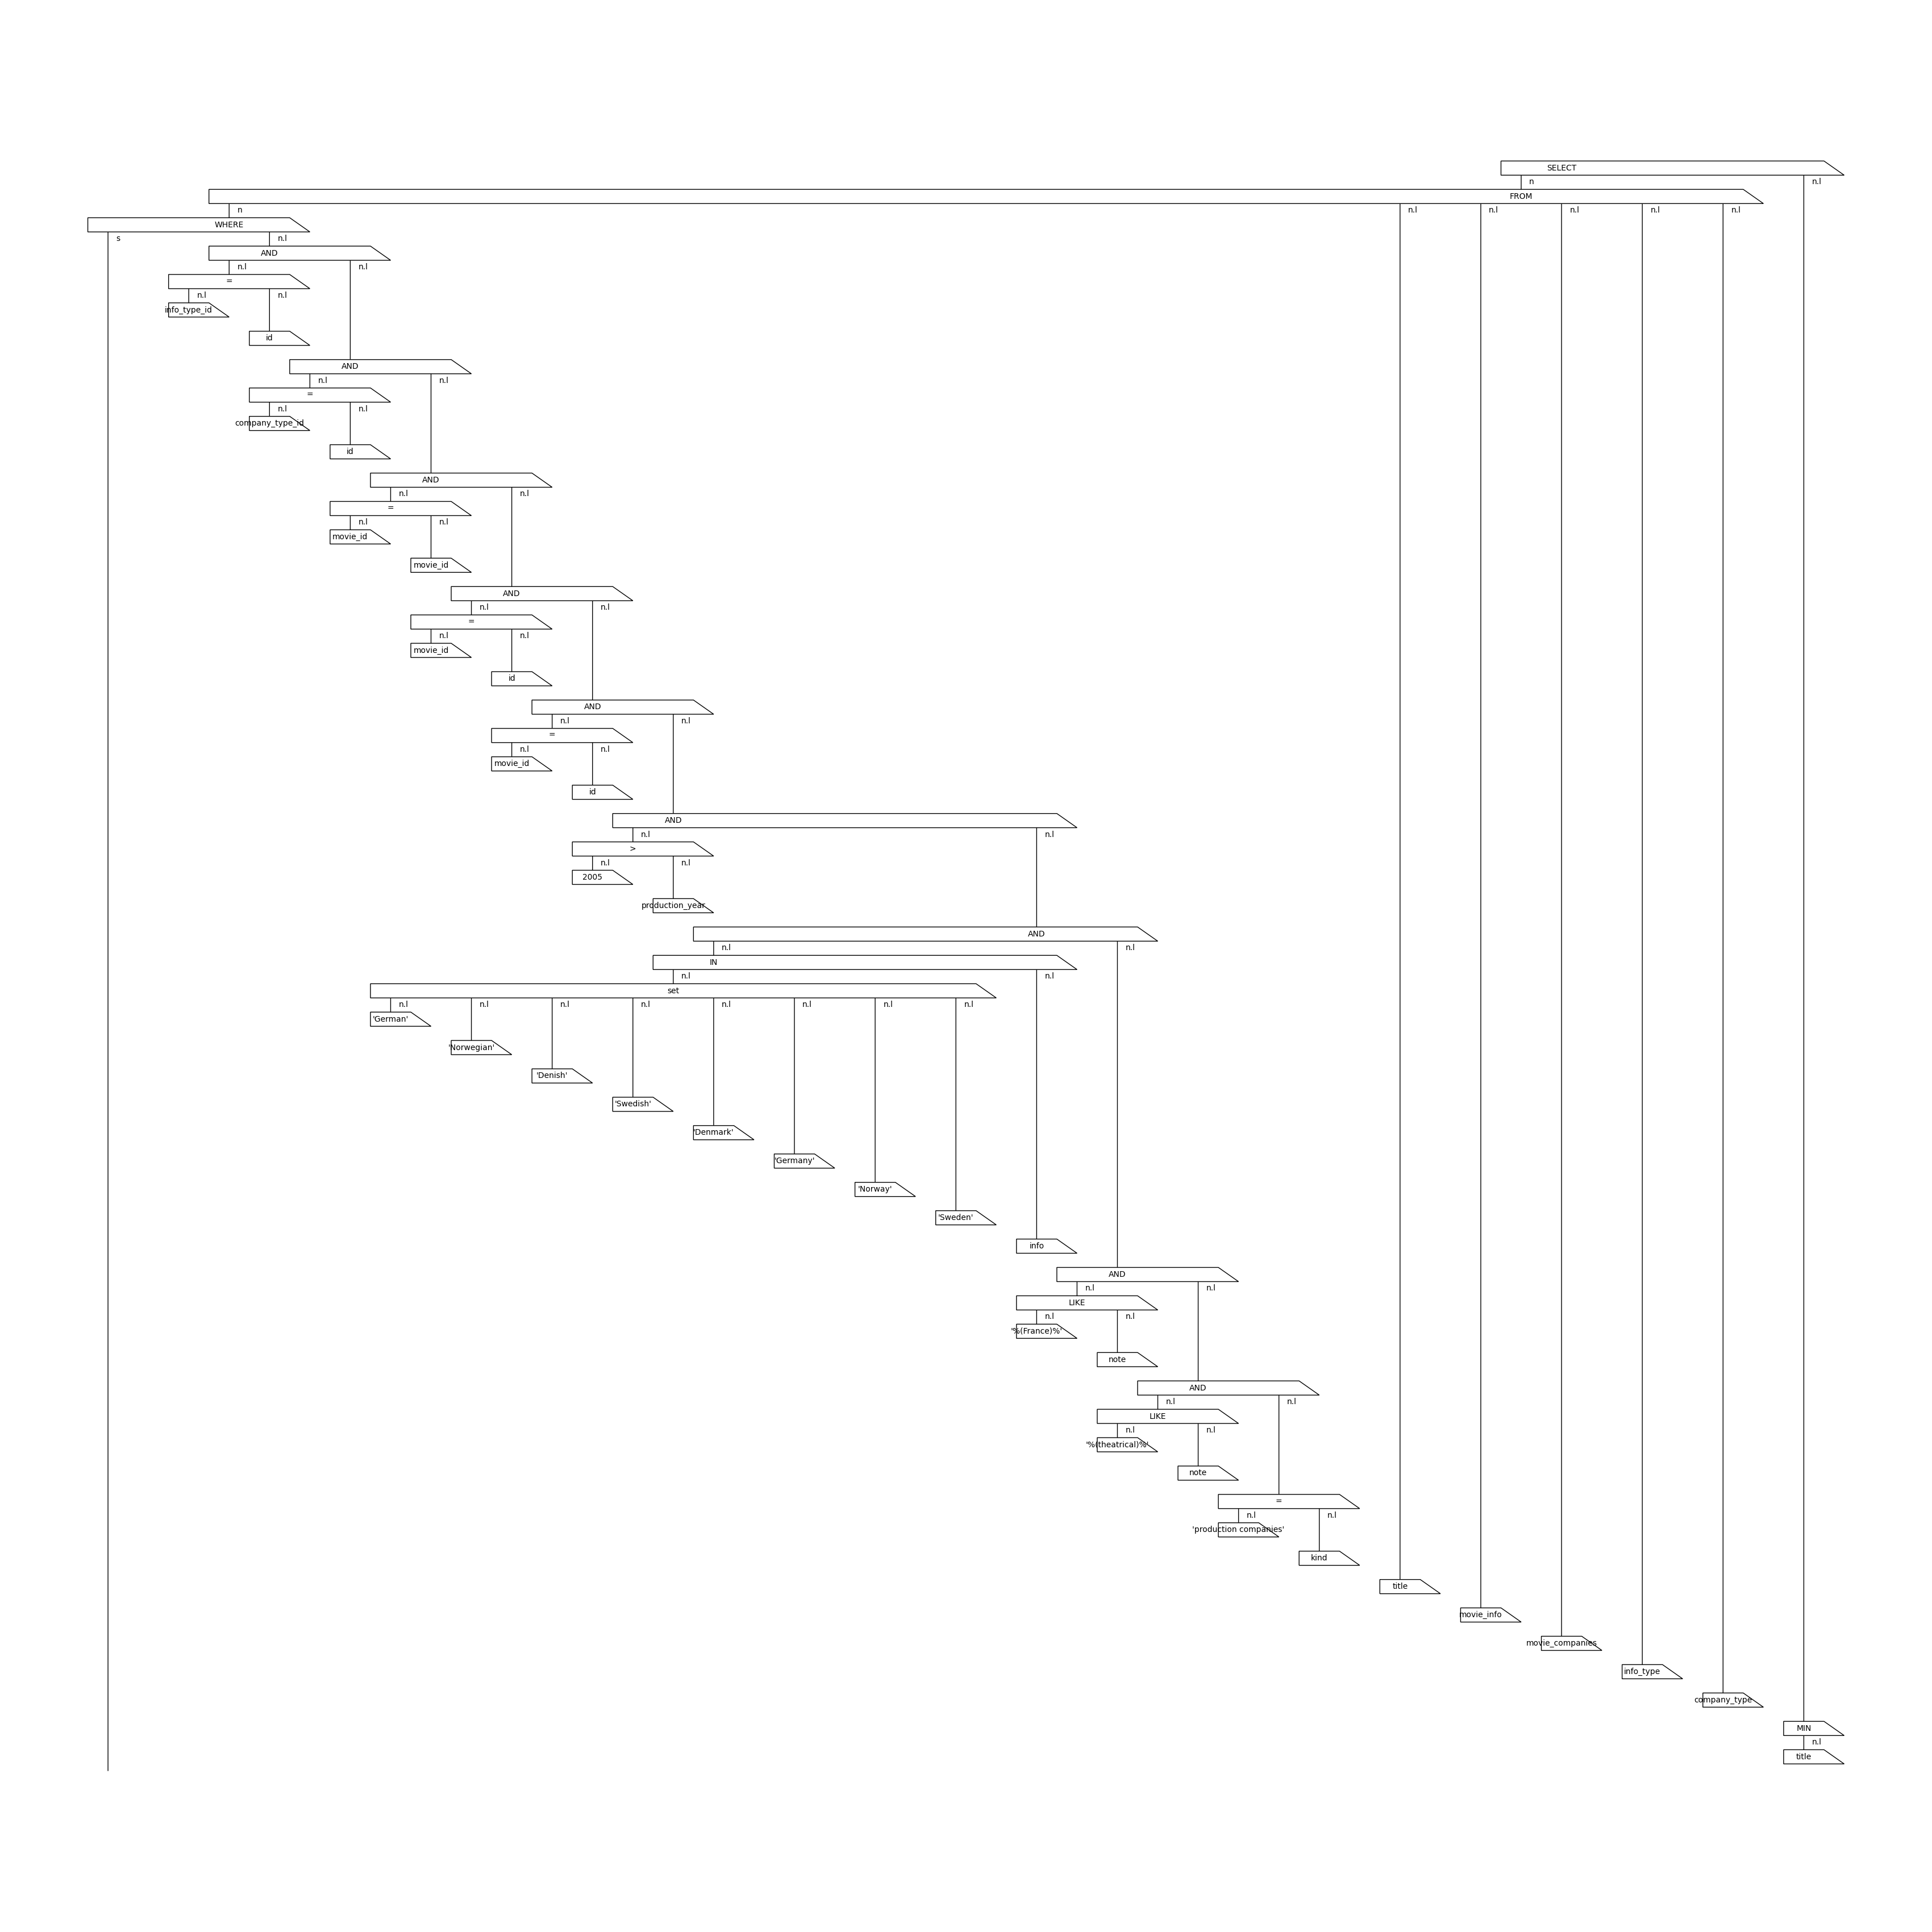 SELECT
n n.l
FROM
n n.l n.l n.l n.l n.l
WHERE
s n.l
AND
n.l n.l
=
n.l n.l
info_type_id
id
AND
n.l n.l
=
n.l n.l
company_type_id
id
AND
n.l n.l
=
n.l n.l
movie_id
movie_id
AND
n.l n.l
=
n.l n.l
movie_id
id
AND
n.l n.l
=
n.l n.l
movie_id
id
AND
n.l n.l
>
n.l n.l
2005
production_year
AND
n.l n.l
IN
n.l n.l
set
n.l n.l n.l n.l n.l n.l n.l n.l
'German'
'Norwegian'
'Denish'
'Swedish'
'Denmark'
'Germany'
'Norway'
'Sweden'
info
AND
n.l n.l
LIKE
n.l n.l
'%(France)%'
note
AND
n.l n.l
LIKE
n.l n.l
'%(theatrical)%'
note
=
n.l n.l
'production companies'
kind
title
movie_info
movie_companies
info_type
company_type
MIN
n.l
title